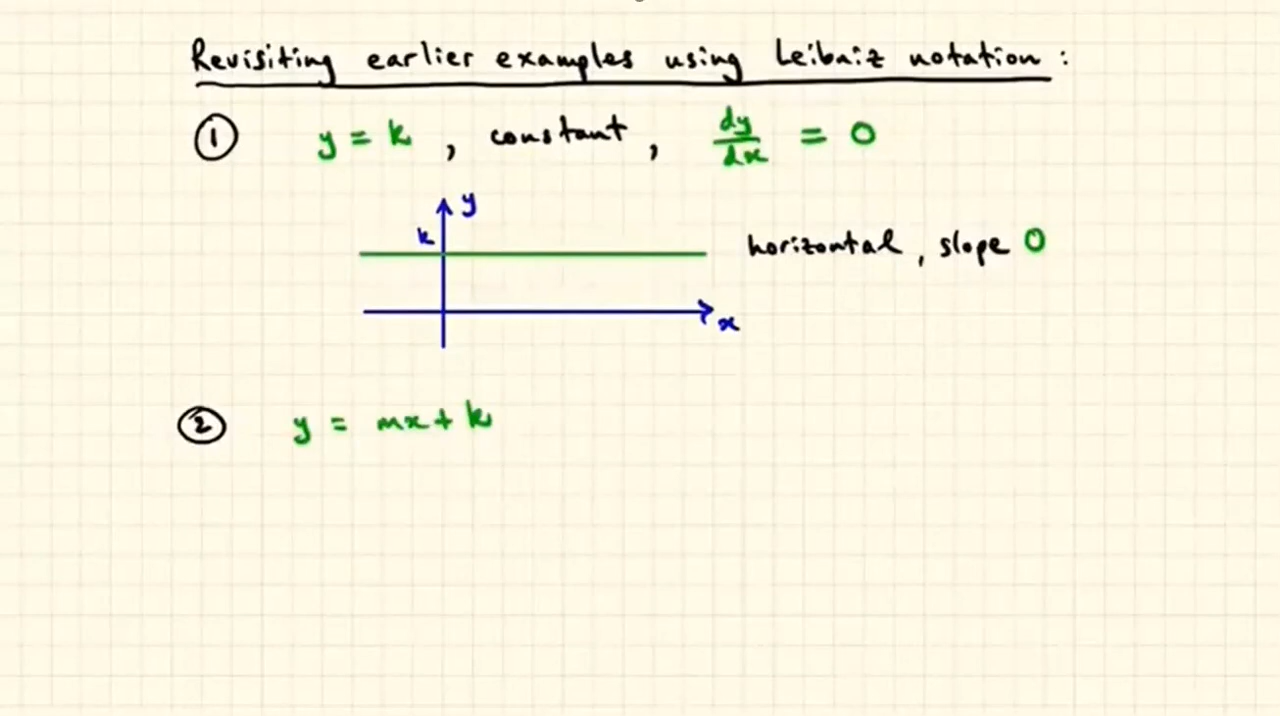 Revisiting earlier examples using Leibniz notation :
① y = k , constant , dy/dx = 0
y
k
horizontal , slope 0
x
② y = mx + k